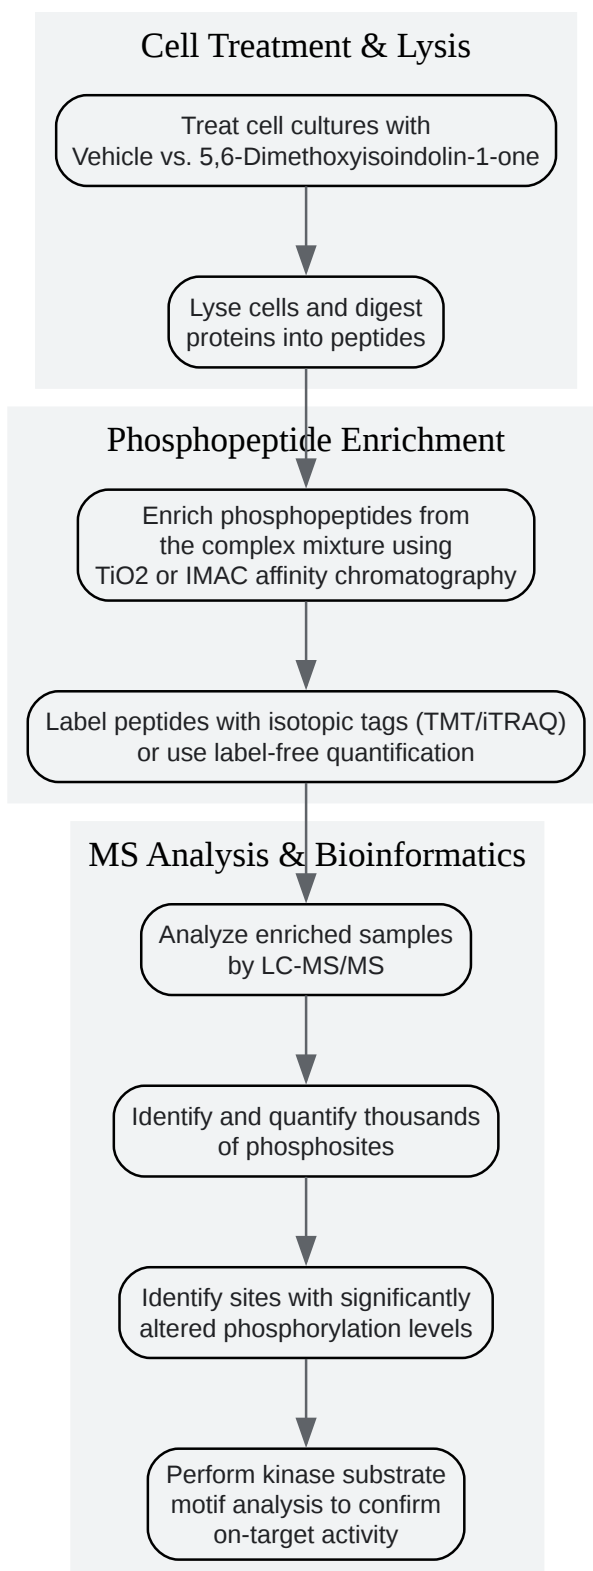 Cell Treatment & Lysis
Treat cell cultures with
Vehicle vs. 5,6-Dimethoxyisoindolin-1-one
Lyse cells and digest
proteins into peptides
Phosphopeptide Enrichment
Enrich phosphopeptides from
the complex mixture using
TiO2 or IMAC affinity chromatography
Label peptides with isotopic tags (TMT/iTRAQ)
or use label-free quantification
MS Analysis & Bioinformatics
Analyze enriched samples
by LC-MS/MS
Identify and quantify thousands
of phosphosites
Identify sites with significantly
altered phosphorylation levels
Perform kinase substrate
motif analysis to confirm
on-target activity